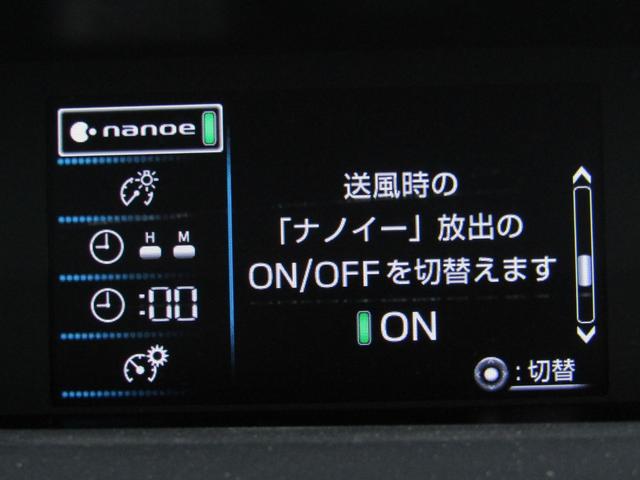 nanoe
H M
:00
送風時の
「ナノイー」放出の
ON/OFFを切替えます
ON
:切替